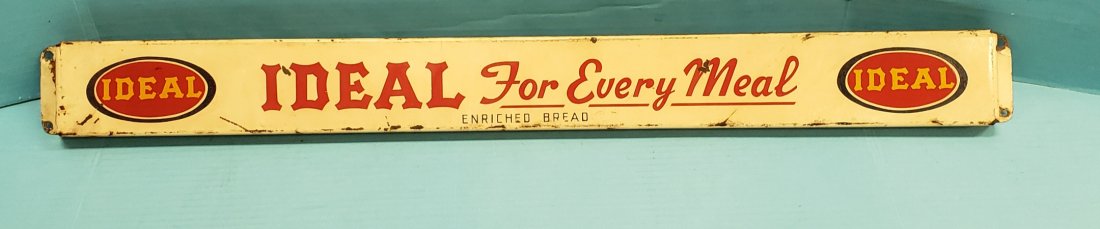 IDEAL
IDEAL For Every Meal
ENRICHED BREAD
IDEAL